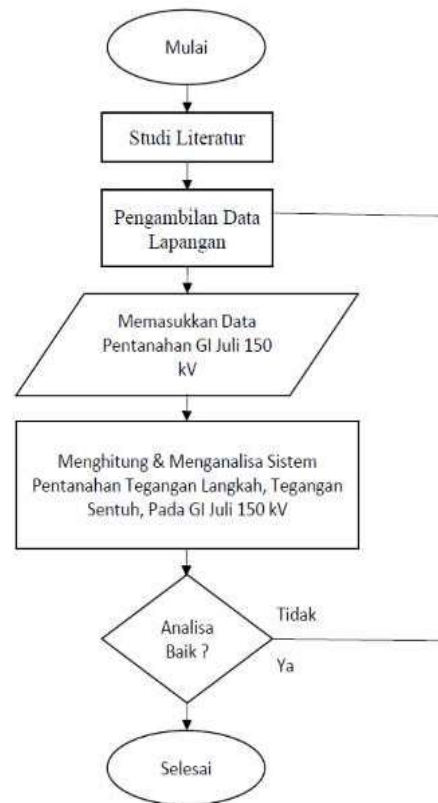 Mulai
Studi Literatur
Pengambilan Data
Lapangan
Memasukkan Data
Pentanahan GI Juli 150
kV
Menghitung & Menganalisa Sistem
Pentanahan Tegangan Langkah, Tegangan
Sentuh, Pada GI Juli 150 kV
Analisa
Baik ?
Tidak
Ya
Selesai